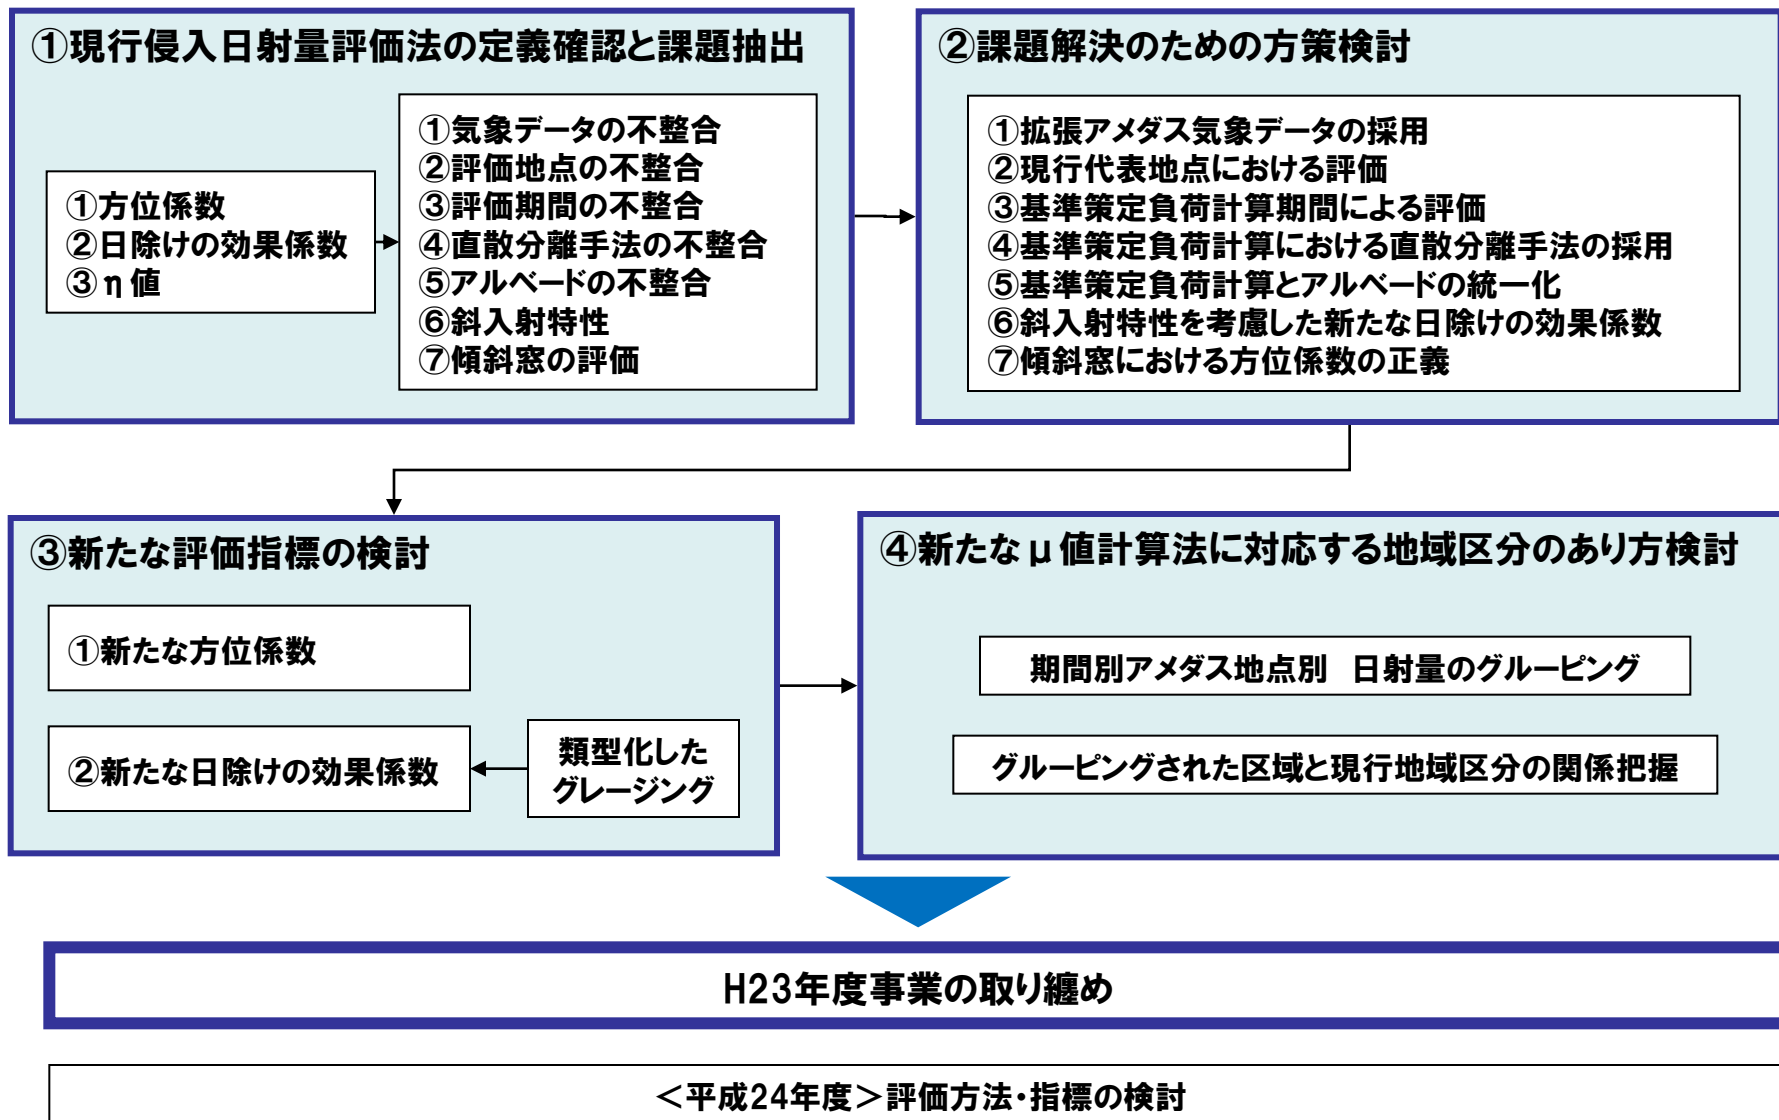 ①現行侵入日射量評価法の定義確認と課題抽出
①方位係数
②日除けの効果係数
③η値
①気象データの不整合
②評価地点の不整合
③評価期間の不整合
④直散分離手法の不整合
⑤アルベードの不整合
⑥斜入射特性
⑦傾斜窓の評価
②課題解決のための方策検討
①拡張アメダス気象データの採用
②現行代表地点における評価
③基準策定負荷計算期間による評価
④基準策定負荷計算における直散分離手法の採用
⑤基準策定負荷計算とアルベードの統一化
⑥斜入射特性を考慮した新たな日除けの効果係数
⑦傾斜窓における方位係数の正義
③新たな評価指標の検討
①新たな方位係数
②新たな日除けの効果係数
類型化した
グレージング
④新たなμ値計算法に対応する地域区分のあり方検討
期間別アメダス地点別　日射量のグルーピング
グルーピングされた区域と現行地域区分の関係把握
H23年度事業の取り纏め
＜平成24年度＞評価方法・指標の検討